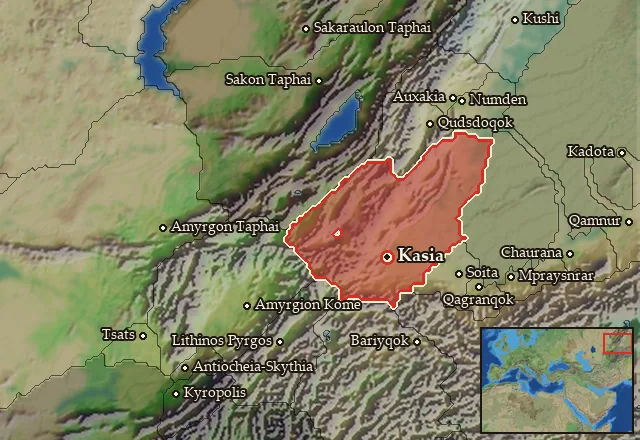 Kushi
Sakaraulon Taphai
Sakon Taphai
Auxakia
Numden
Qudsdoqok
Kadota
Qamnur
Amyrgon Taphai
Kasia
Chaurana
Soita
Mpraysnrar
Qagranqok
Amyrgion Kome
Tsats
Lithinos Pyrgos
Bariyqok
Antiocheia-Skythia
Kyropolis